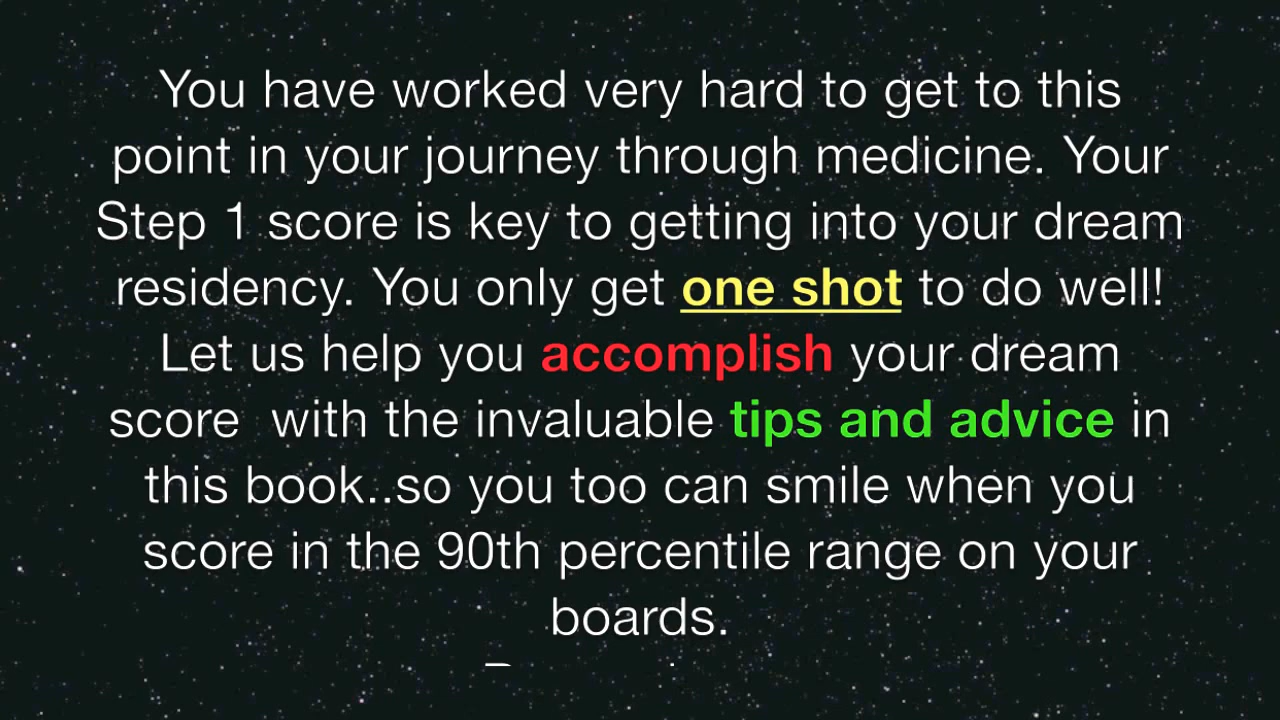 You have worked very hard to get to this
point in your journey through medicine. Your
Step 1 score is key to getting into your dream
residency. You only get one shot to do well!
Let us help you accomplish your dream
score  with the invaluable tips and advice in
this book..so you too can smile when you
score in the 90th percentile range on your
boards.